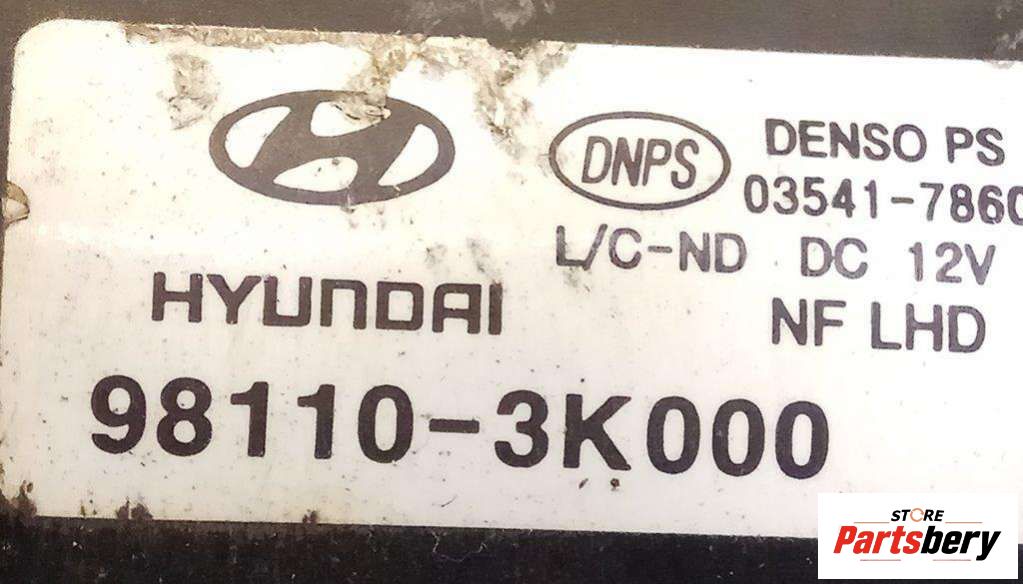 DNPS
DENSO PS
03541-7860
L/C-ND DC 12V
HYUNDAI
NF LHD
98110-3K000
STORE
Partsbery